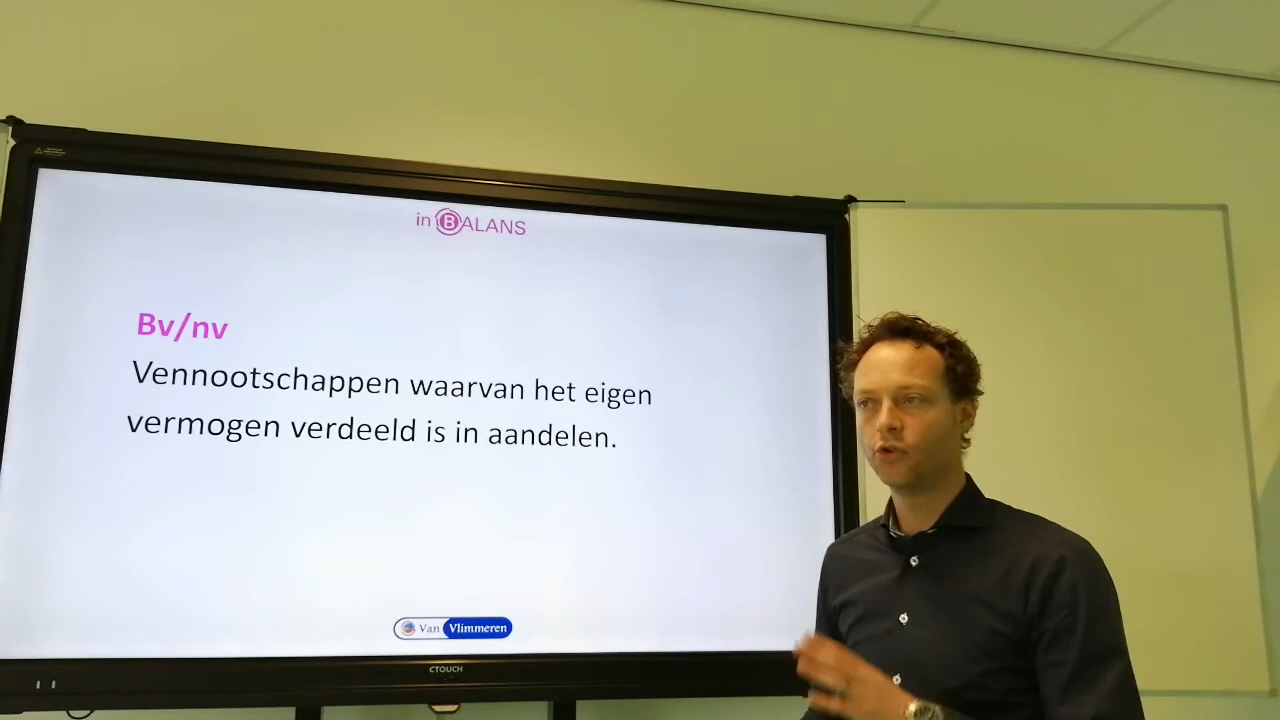 in BALANS
Bv/nv
Vennootschappen waarvan het eigen
vermogen verdeeld is in aandelen.
Van Vlimmeren
CTOUCH